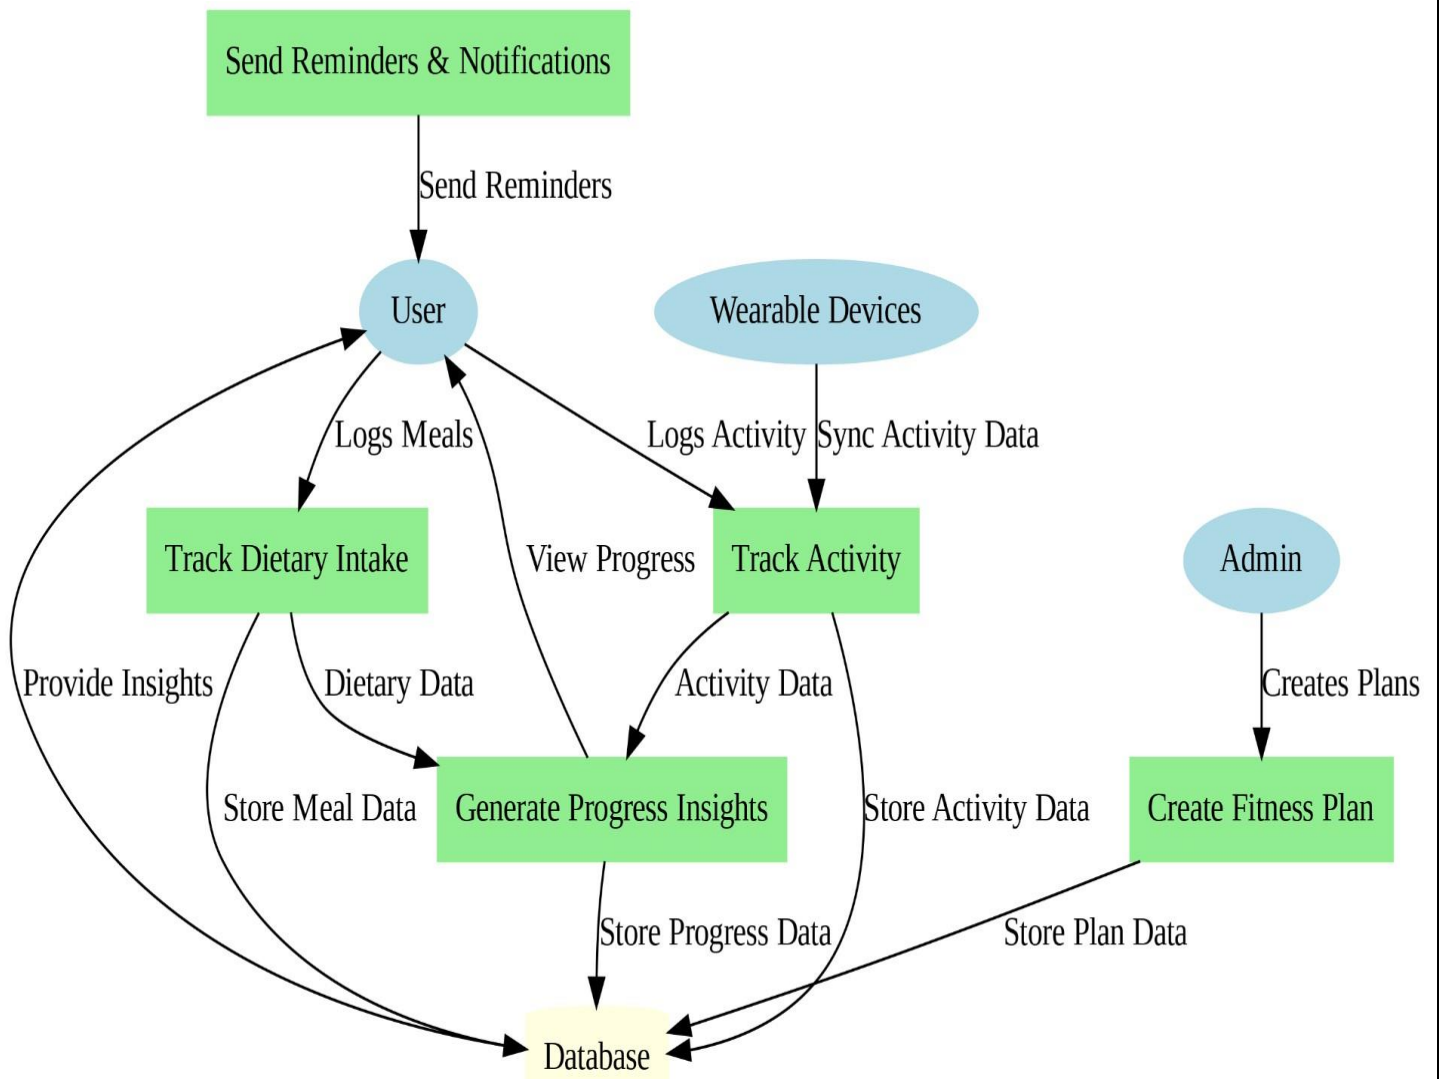 Send Reminders & Notifications
Send Reminders
User
Wearable Devices
Logs Meals
Logs Activity
Sync Activity Data
Track Dietary Intake
View Progress
Track Activity
Admin
Provide Insights
Dietary Data
Activity Data
Creates Plans
Store Meal Data
Generate Progress Insights
Store Activity Data
Create Fitness Plan
Store Progress Data
Store Plan Data
Database